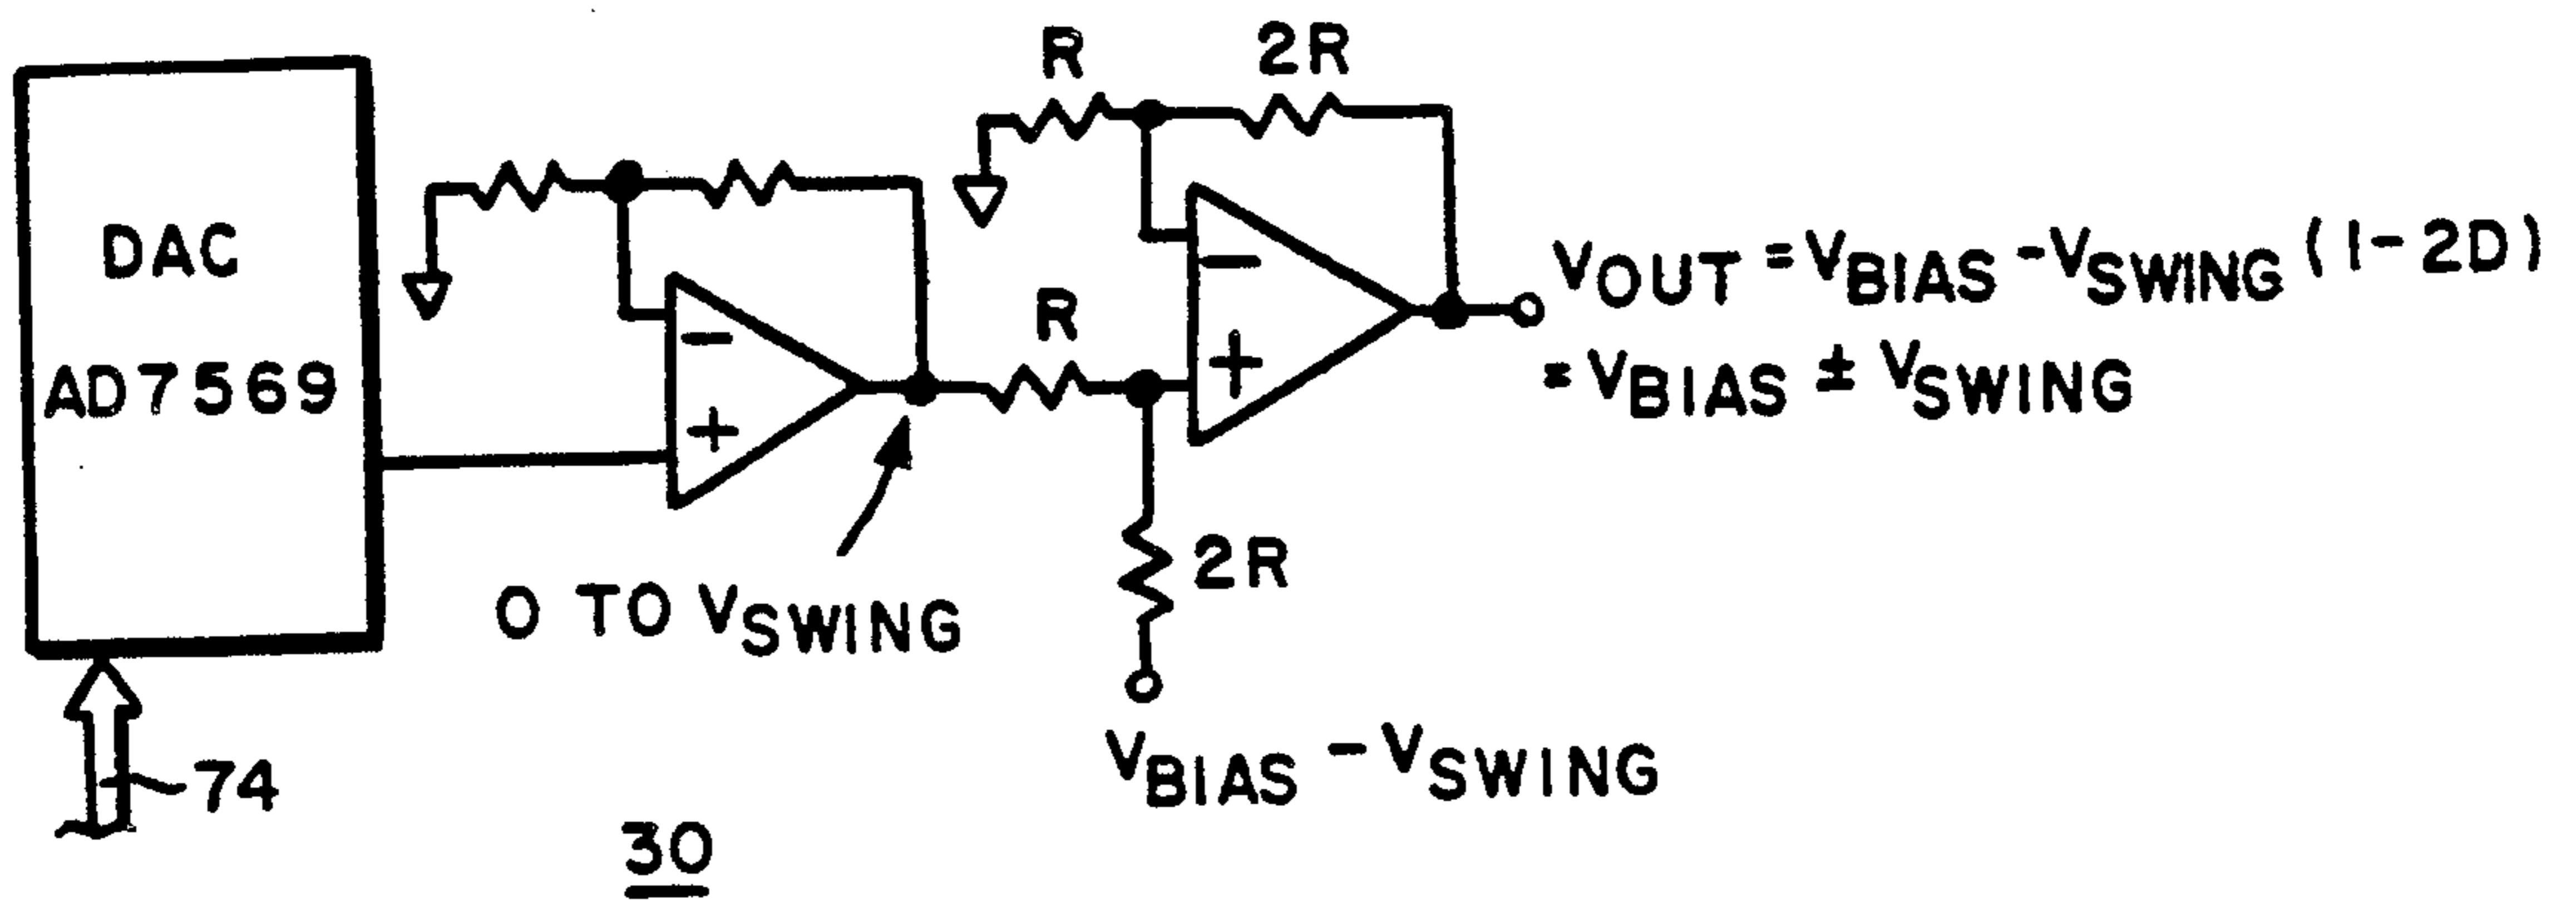 DAC
AD7569
R
2R
−
+
0 TO VSWING
R
−
+
2R
VBIAS − VSWING
VOUT = VBIAS − VSWING (1 − 2D)
= VBIAS ± VSWING
74
30